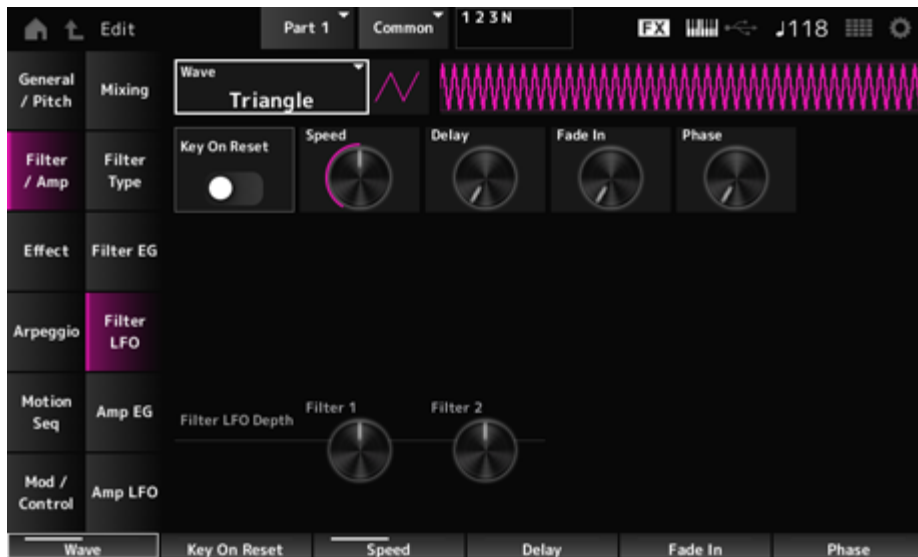 Edit
Part 1
Common
1 2 3 N
FX
♩118
General
/ Pitch
Mixing
Wave
Triangle
Filter
/ Amp
Filter
Type
Key On Reset
Speed
Delay
Fade In
Phase
Effect
Filter EG
Arpeggio
Filter
LFO
Motion
Seq
Amp EG
Filter LFO Depth
Filter 1
Filter 2
Mod /
Control
Amp LFO
Wave
Key On Reset
Speed
Delay
Fade In
Phase